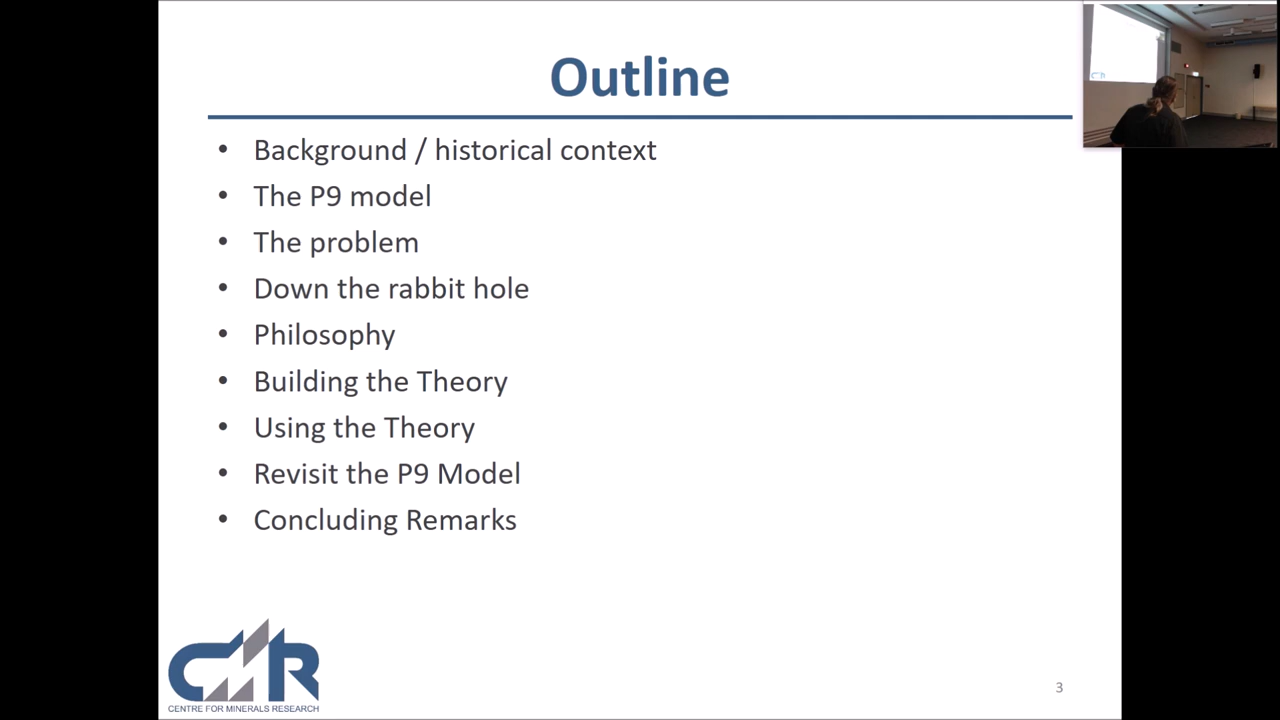 Outline
• Background / historical context
• The P9 model
• The problem
• Down the rabbit hole
• Philosophy
• Building the Theory
• Using the Theory
• Revisit the P9 Model
• Concluding Remarks
CMR
CENTRE FOR MINERALS RESEARCH
3